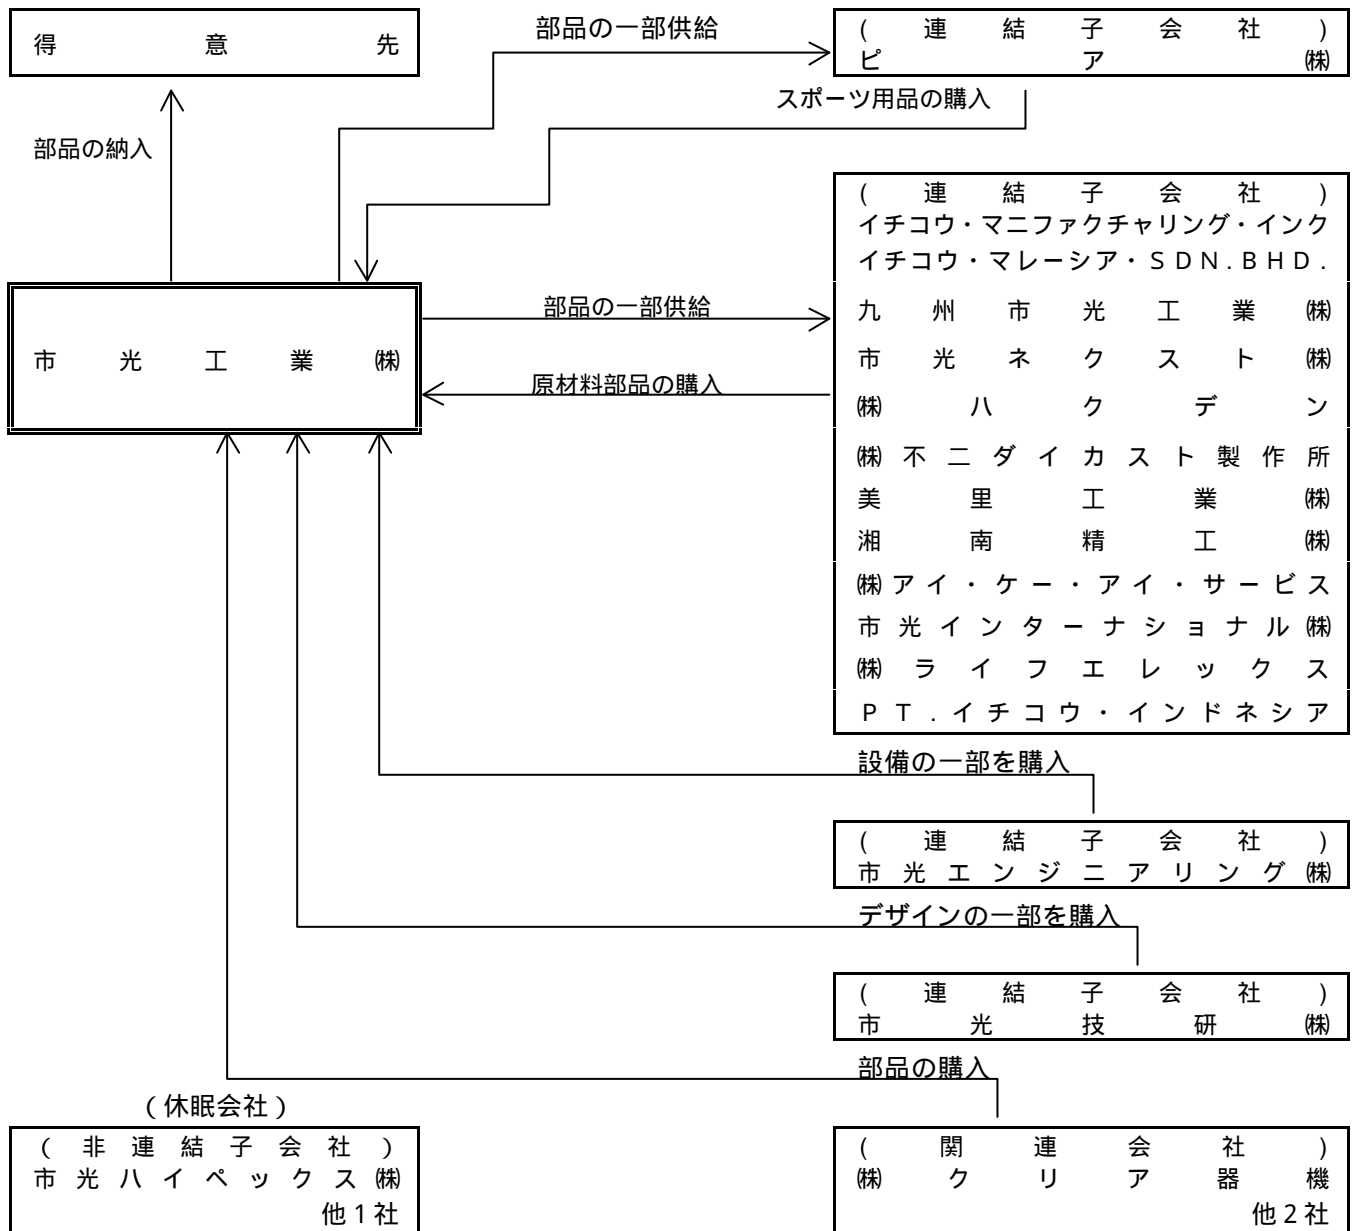 得意先
部品の一部供給
(連結子会社)
ピア㈱
スポーツ用品の購入
部品の納入
(連結子会社)
イチコウ・マニファクチャリング・インク
イチコウ・マレーシア・SDN.BHD.
九州市光工業㈱
市光ネクスト㈱
㈱ハクデン
㈱不二ダイカスト製作所
美里工業㈱
湘南精工㈱
㈱アイ・ケー・アイ・サービス
市光インターナショナル㈱
㈱ライフエレックス
PT.イチコウ・インドネシア
部品の一部供給
市光工業㈱
原材料部品の購入
設備の一部を購入
(連結子会社)
市光エンジニアリング㈱
デザインの一部を購入
(連結子会社)
市光技研㈱
部品の購入
(休眠会社)
(非連結子会社)
市光ハイペックス㈱
他1社
(関連会社)
㈱クリア器機
他2社